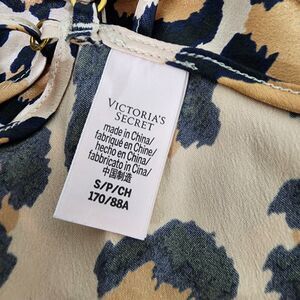 VICTORIA'S
SECRET
made in China/
fabriqué en Chine/
hecho en China/
fabbricato in Cina/
中国制造
S/P/CH
170/88A